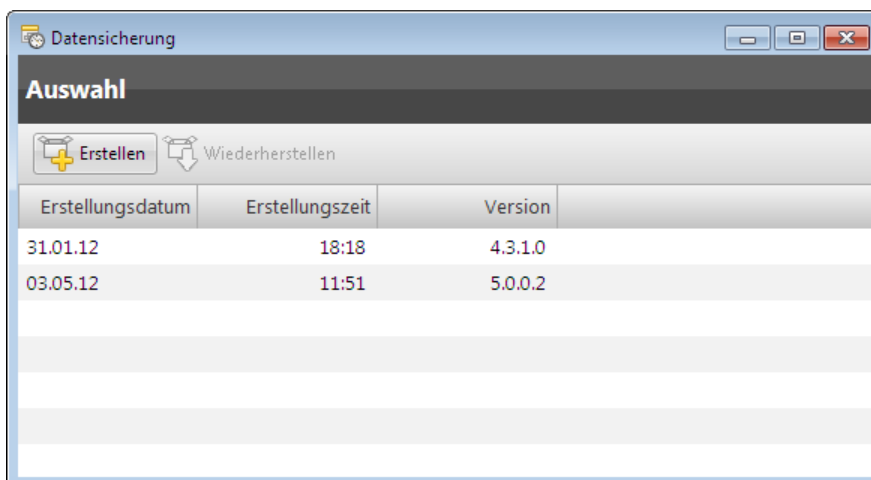 Datensicherung
Auswahl
Erstellen Wiederherstellen
Erstellungsdatum Erstellungszeit Version
31.01.12 18:18 4.3.1.0
03.05.12 11:51 5.0.0.2